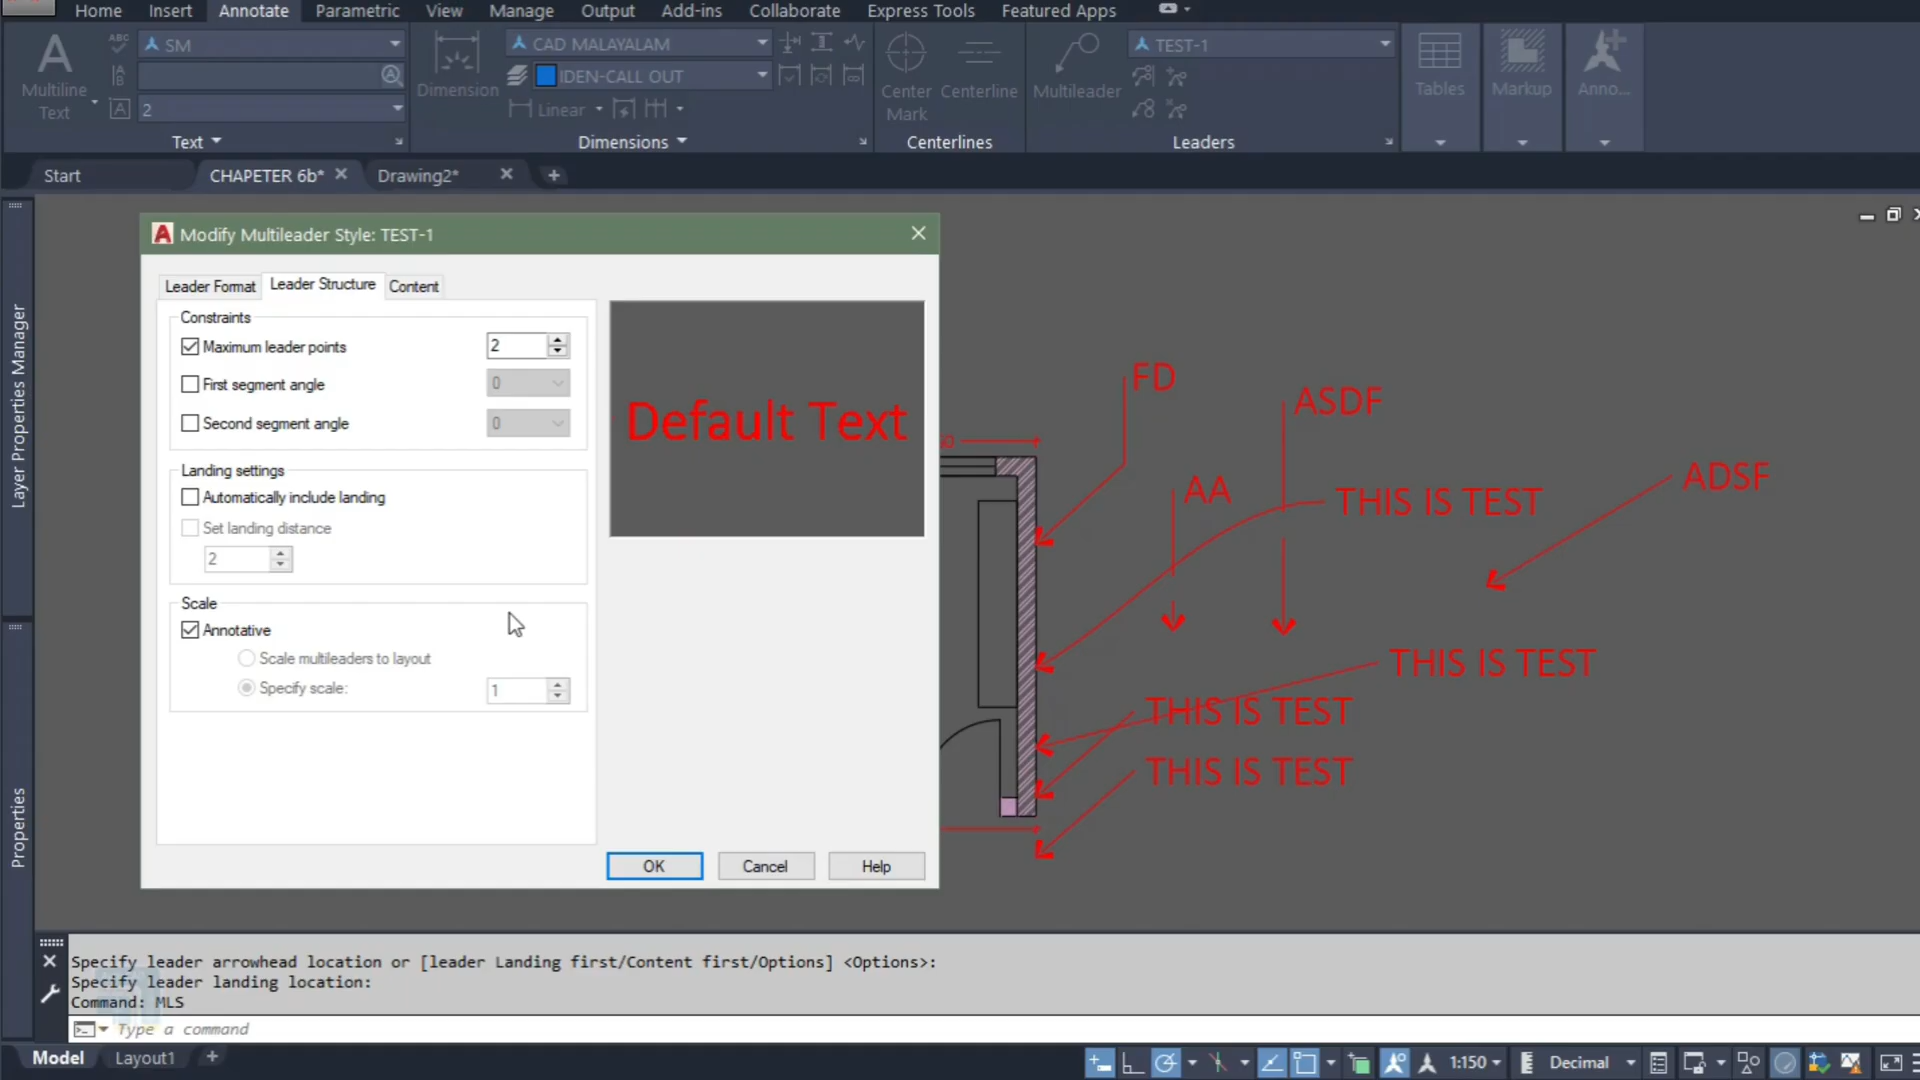 Home Insert Annotate Parametric View Manage Output Add-ins Collaborate Express Tools Featured Apps
SM CAD MALAYALAM TEST-1
ABC
IDEN-CALL OUT
Multiline Text Dimension Center Mark Centerline Multileader Tables Markup Anno...
2 Linear
Text Dimensions Centerlines Leaders
Start CHAPETER 6b* Drawing2*
Layer Properties Manager
Properties
Modify Multileader Style: TEST-1
Leader Format Leader Structure Content
Constraints
Maximum leader points 2
First segment angle 0
Second segment angle 0
Landing settings
Automatically include landing
Set landing distance
2
Scale
Annotative
Scale multileaders to layout
Specify scale: 1
Default Text
OK Cancel Help
FD
ASDF
AA
THIS IS TEST
ADSF
THIS IS TEST
THIS IS TEST
THIS IS TEST
Specify leader arrowhead location or [leader Landing first/Content first/Options] <Options>:
Specify leader landing location:
Command: MLS
Type a command
Model Layout1 +
1:150 Decimal